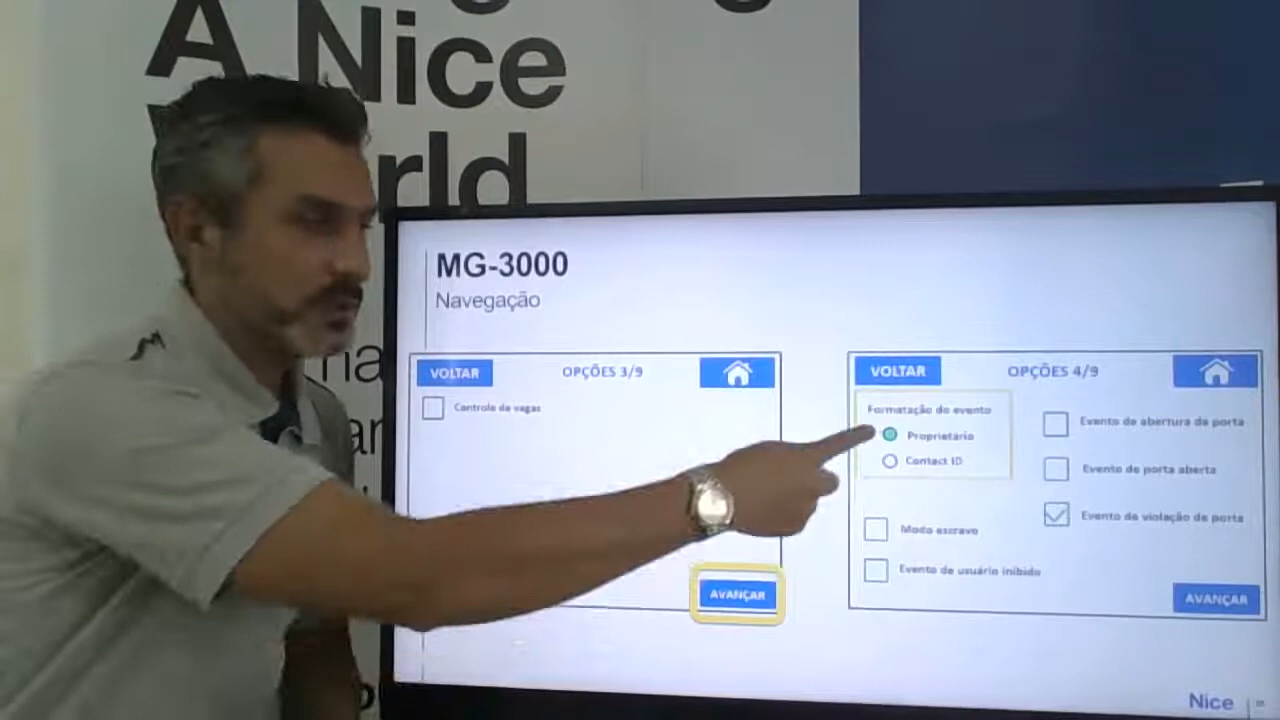 A Nice
rld
MG-3000
Navegação
VOLTAR
OPÇÕES 3/9
Controle de vagas
AVANÇAR
VOLTAR
OPÇÕES 4/9
Formatação do evento
Proprietário
Contact ID
Modo escravo
Evento de usuário inibido
Evento de abertura de porta
Evento de porta aberta
Evento de violação de porta
AVANÇAR
Nice